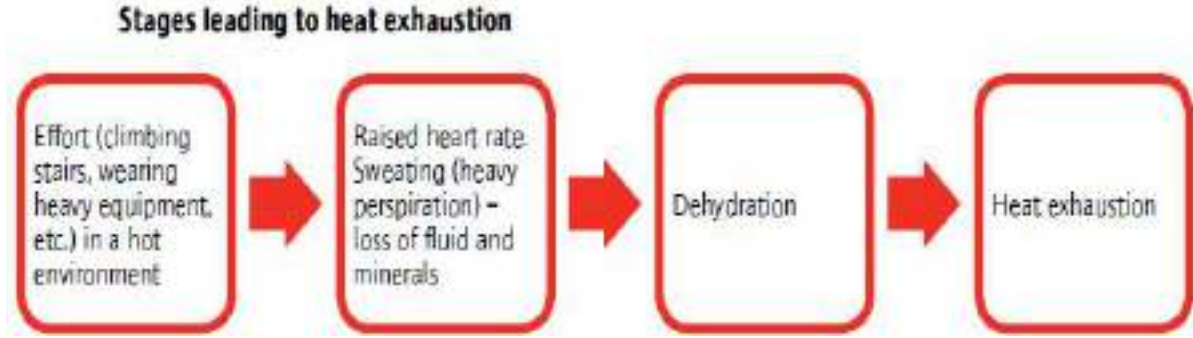 Stages leading to heat exhaustion
Effort (climbing
stairs, wearing
heavy equipment,
etc.) in a hot
environment
Raised heart rate.
Sweating (heavy
perspiration) –
loss of fluid and
minerals
Dehydration
Heat exhaustion